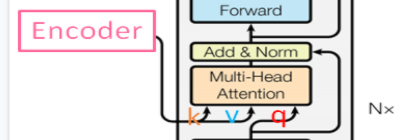 Forward
Encoder
Add & Norm
Multi-Head
Attention
k v q
N×